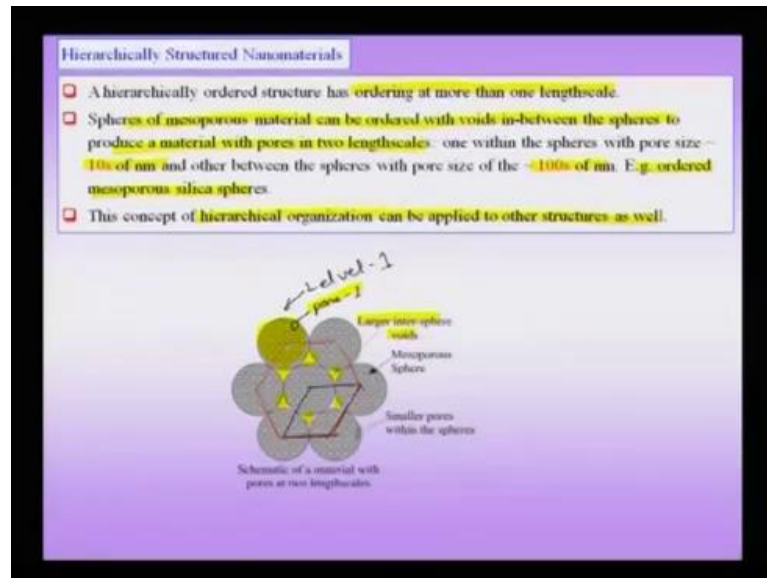 Hierarchically Structured Nanomaterials
A hierarchically ordered structure has ordering at more than one lengthscale.
Spheres of mesoporous material can be ordered with voids in-between the spheres to
produce a material with pores in two lengthscales: one within the spheres with pore size ~
10s of nm and other between the spheres with pore size of the ~100s of nm. E.g. ordered
mesoporous silica spheres.
This concept of hierarchical organization can be applied to other structures as well.
Lelvel-1
pore-1
Larger inter-sphere
voids
Mesoporous
Sphere
Smaller pores
within the spheres
Schematic of a material with
pores at two lengthscales